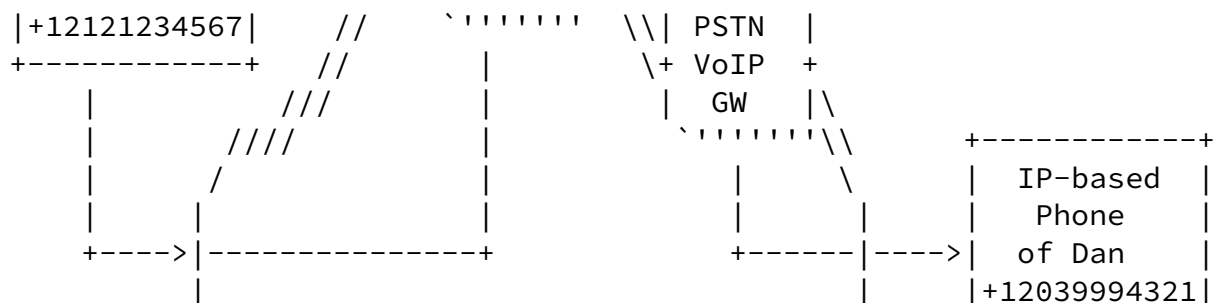 |+12121234567|     //     `'''''''  \\| PSTN  |
+------------+    //       |        \+ VoIP  +
    |          ///         |         |  GW   |\
    |       ////           |          `'''''''\\       +------------+
    |      /               |             |      \      |  IP-based  |
    |     |                |             |       |     |   Phone    |
    +---->|---------------+             +------|---->|  of Dan    |
          |                                      |     |+12039994321|